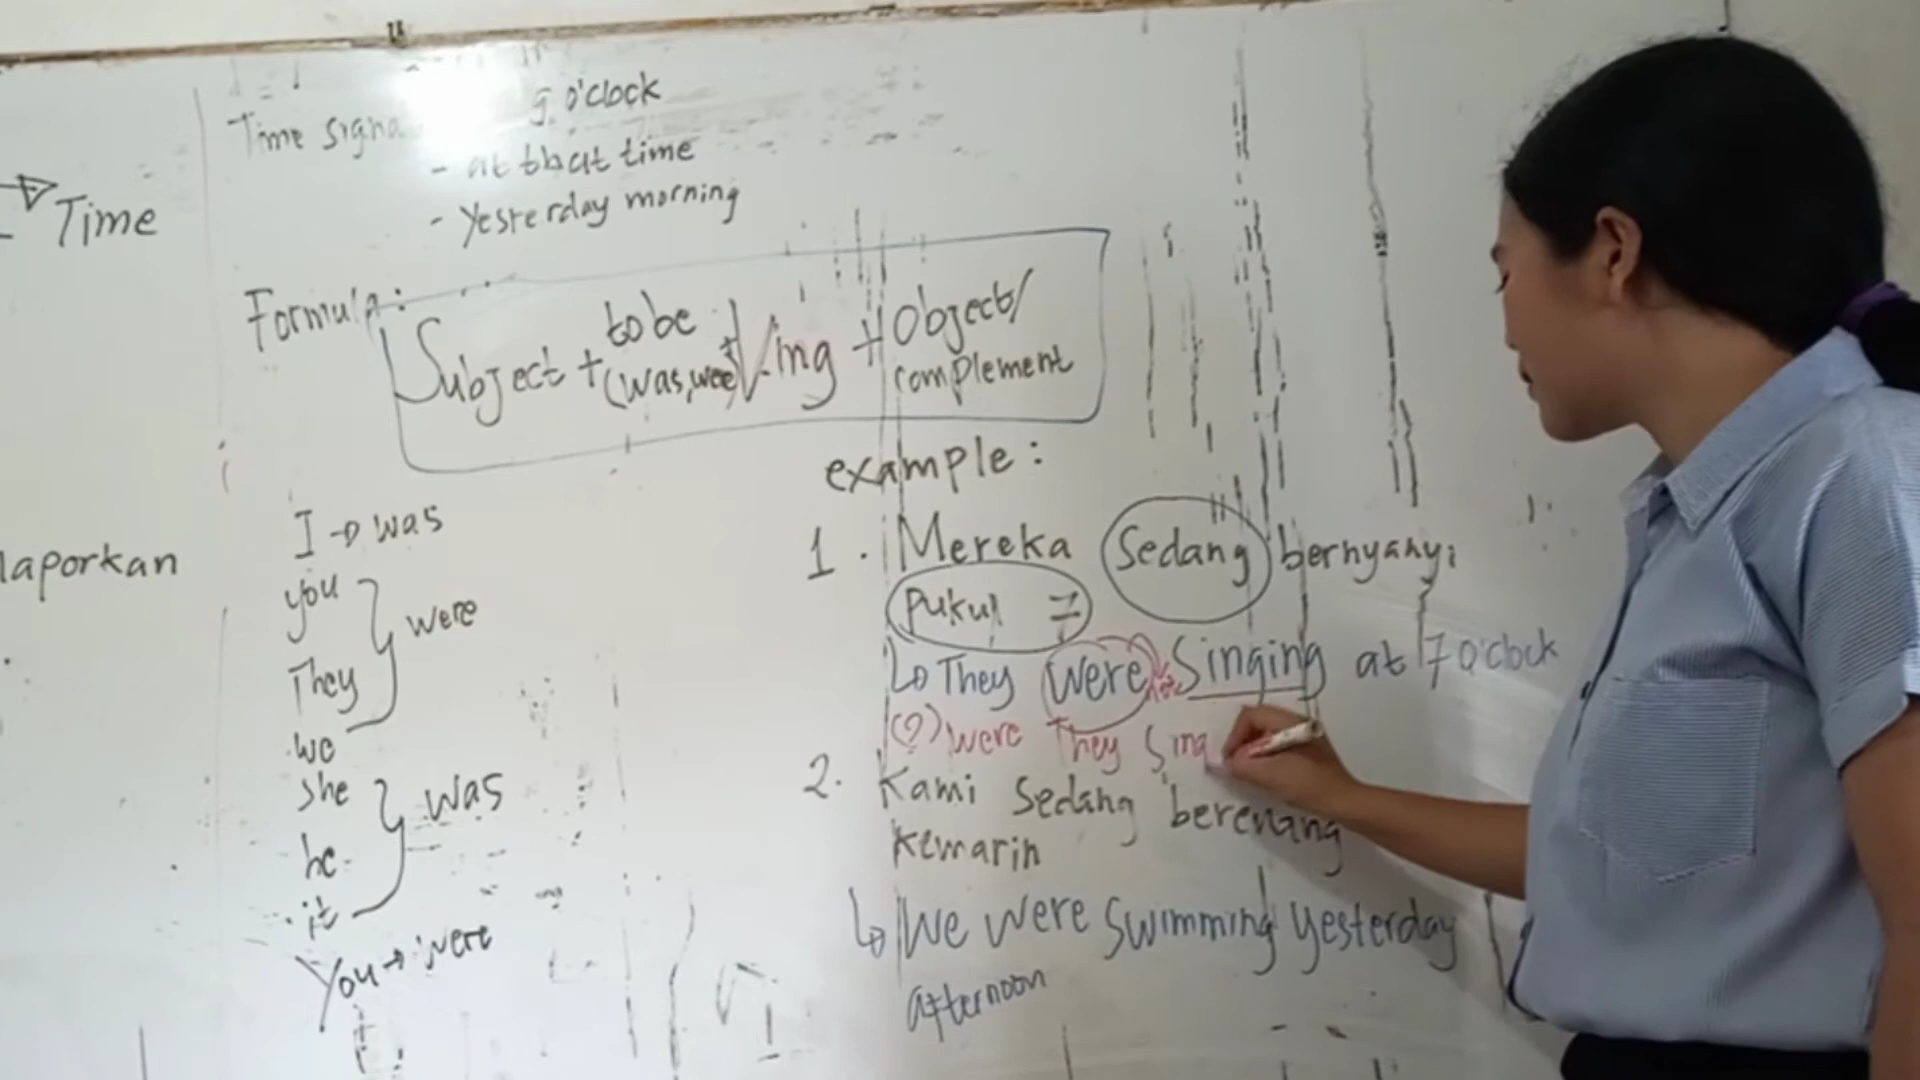 Time
laporkan
Time signa
9 o'clock
- at that time
- Yesterday morning
Formula:
Subject + to be (was, were) + V-ing + Object/complement
I → was
you
They
we
were
she
he
it
was
You → were
example :
1. Mereka Sedang bernyanyi
pukul 7
↳ They were Singing at 7 o'clock
not
(?) were They Sing
2. Kami Sedang berenang
kemarin
↳ We were swimming yesterday
afternoon